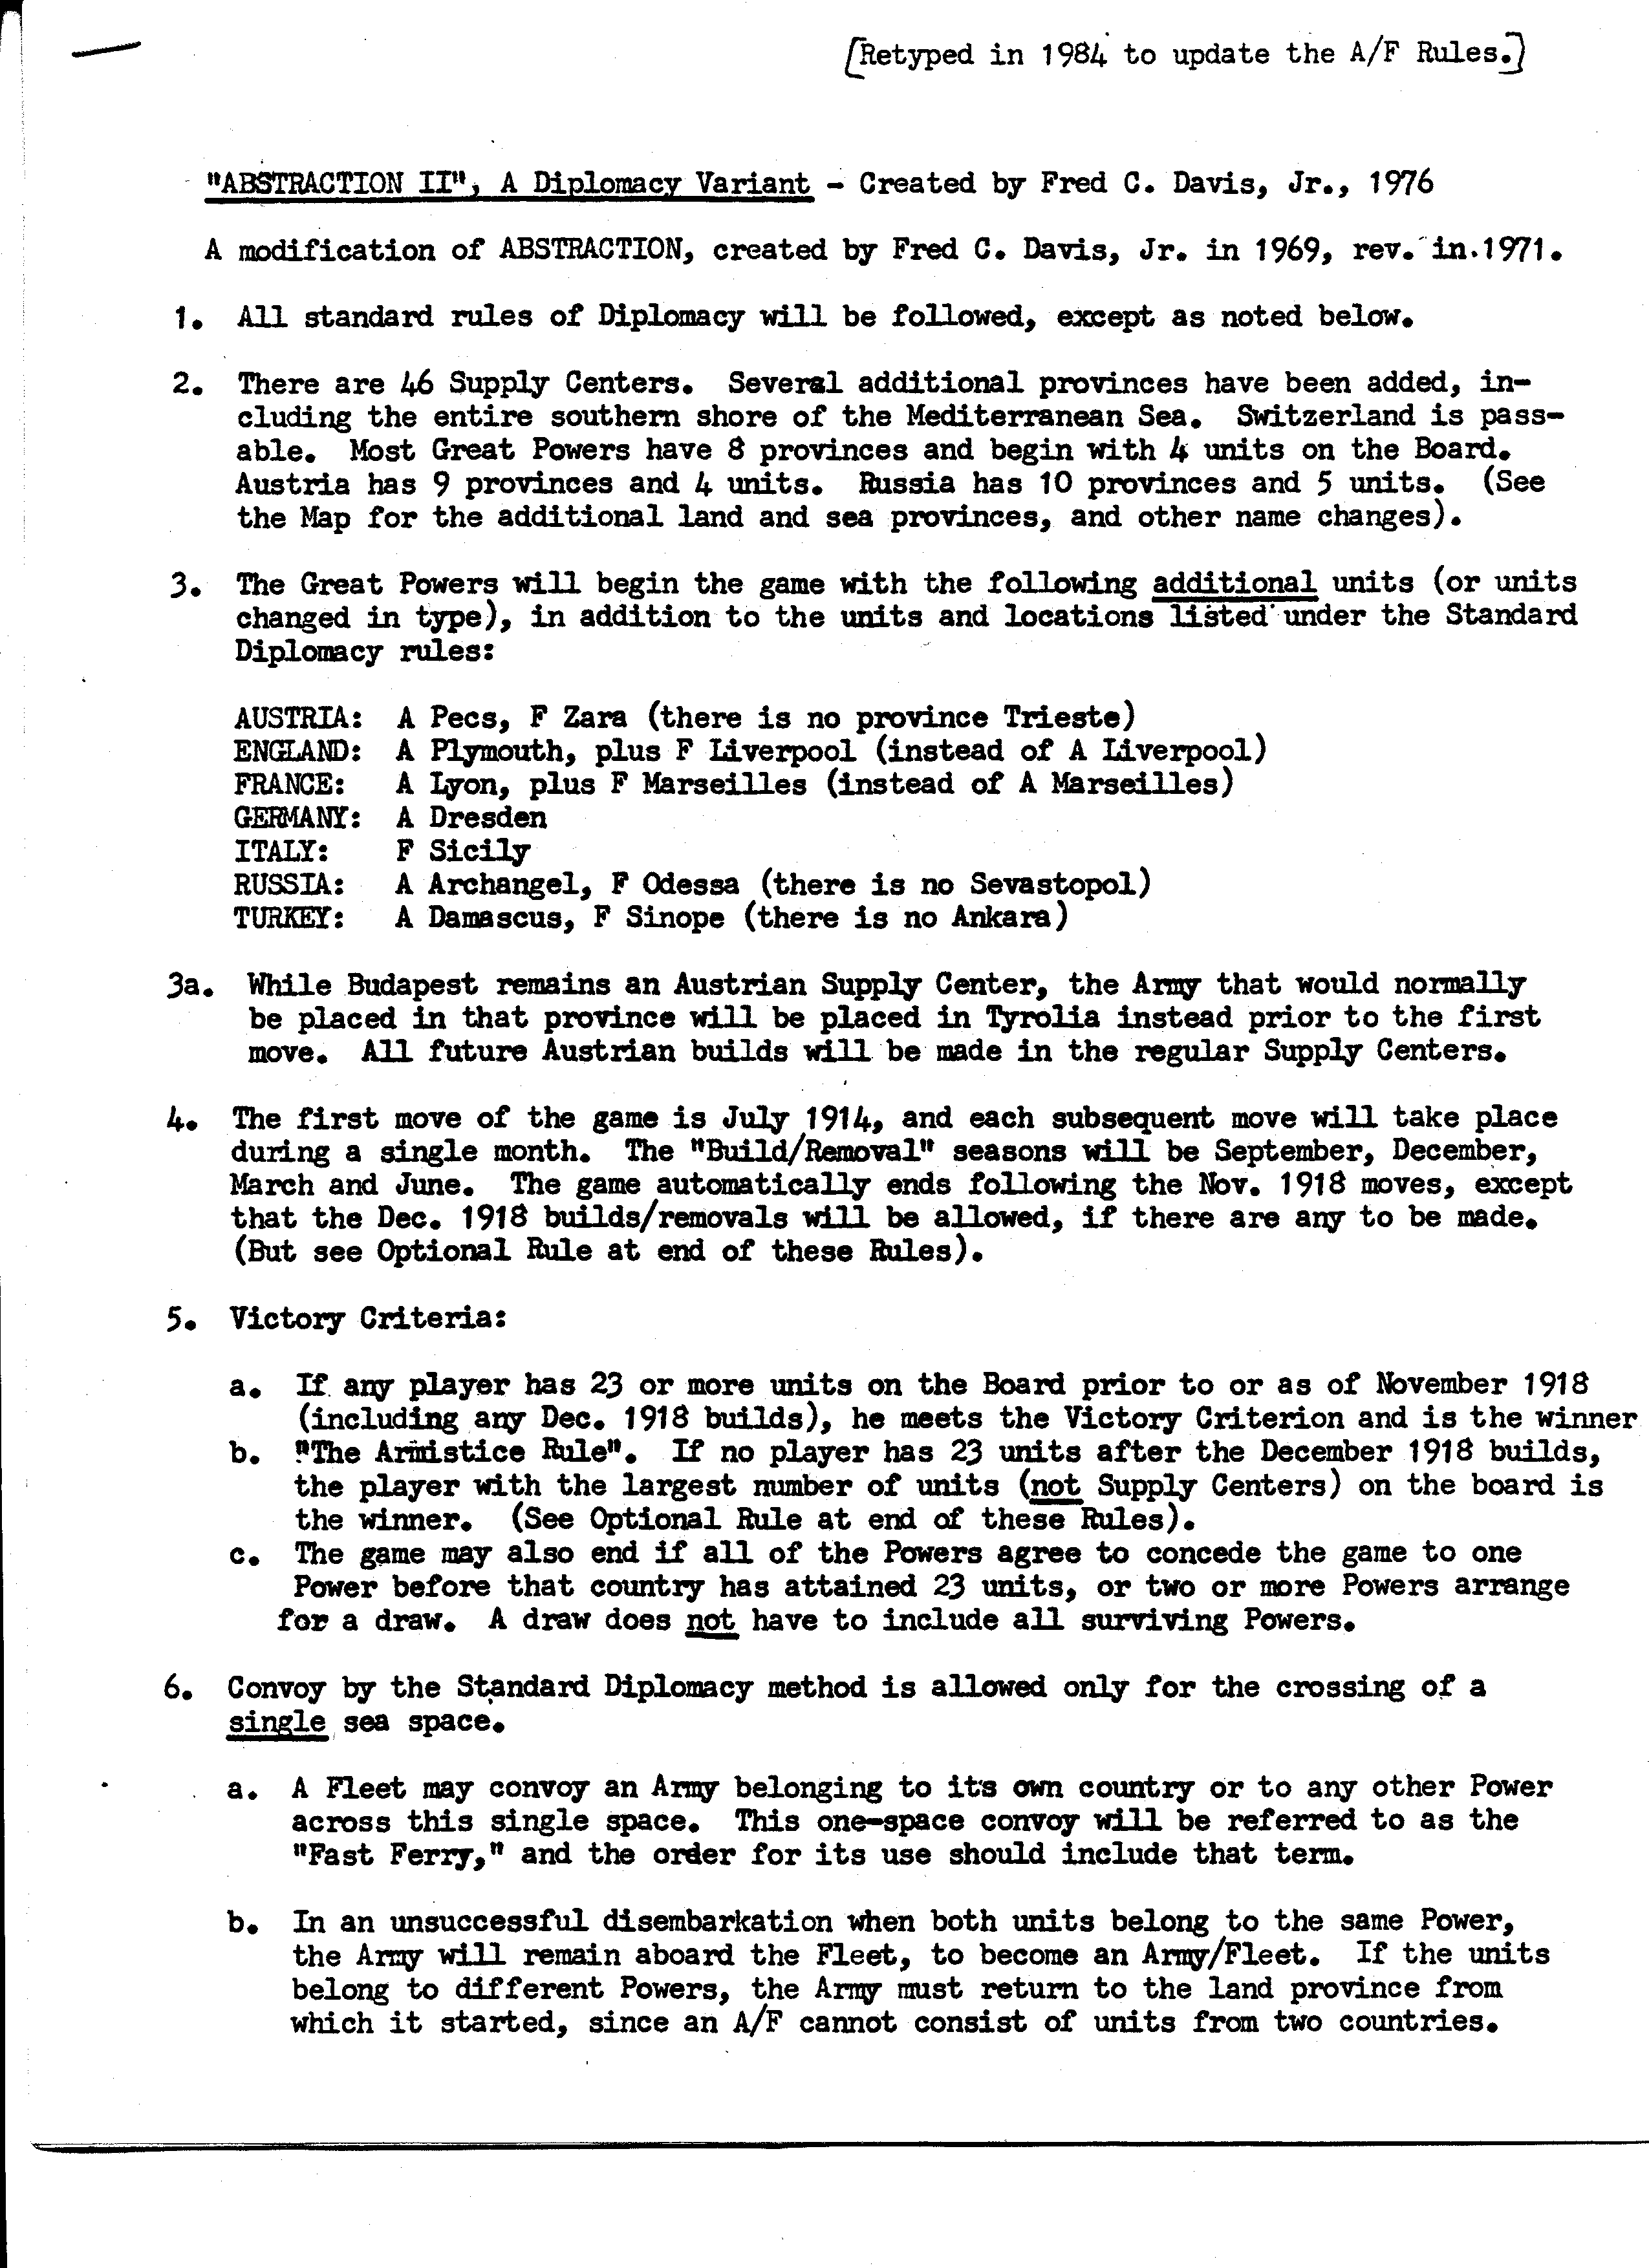 [Retyped in 1984 to update the A/F Rules.]
"ABSTRACTION II", A Diplomacy Variant - Created by Fred C. Davis, Jr., 1976
A modification of ABSTRACTION, created by Fred C. Davis, Jr. in 1969, rev. in 1971.
1. All standard rules of Diplomacy will be followed, except as noted below.
2. There are 46 Supply Centers. Several additional provinces have been added, in-
cluding the entire southern shore of the Mediterranean Sea. Switzerland is pass-
able. Most Great Powers have 8 provinces and begin with 4 units on the Board.
Austria has 9 provinces and 4 units. Russia has 10 provinces and 5 units. (See
the Map for the additional land and sea provinces, and other name changes).
3. The Great Powers will begin the game with the following additional units (or units
changed in type), in addition to the units and locations listed under the Standard
Diplomacy rules:
AUSTRIA: A Pecs, F Zara (there is no province Trieste)
ENGLAND: A Plymouth, plus F Liverpool (instead of A Liverpool)
FRANCE: A Lyon, plus F Marseilles (instead of A Marseilles)
GERMANY: A Dresden
ITALY: F Sicily
RUSSIA: A Archangel, F Odessa (there is no Sevastopol)
TURKEY: A Damascus, F Sinope (there is no Ankara)
3a. While Budapest remains an Austrian Supply Center, the Army that would normally
be placed in that province will be placed in Tyrolia instead prior to the first
move. All future Austrian builds will be made in the regular Supply Centers.
4. The first move of the game is July 1914, and each subsequent move will take place
during a single month. The "Build/Removal" seasons will be September, December,
March and June. The game automatically ends following the Nov. 1918 moves, except
that the Dec. 1918 builds/removals will be allowed, if there are any to be made.
(But see Optional Rule at end of these Rules).
5. Victory Criteria:
a. If any player has 23 or more units on the Board prior to or as of November 1918
(including any Dec. 1918 builds), he meets the Victory Criterion and is the winner
b. "The Armistice Rule". If no player has 23 units after the December 1918 builds,
the player with the largest number of units (not Supply Centers) on the board is
the winner. (See Optional Rule at end of these Rules).
c. The game may also end if all of the Powers agree to concede the game to one
Power before that country has attained 23 units, or two or more Powers arrange
for a draw. A draw does not have to include all surviving Powers.
6. Convoy by the Standard Diplomacy method is allowed only for the crossing of a
single sea space.
a. A Fleet may convoy an Army belonging to its own country or to any other Power
across this single space. This one-space convoy will be referred to as the
"Fast Ferry," and the order for its use should include that term.
b. In an unsuccessful disembarkation when both units belong to the same Power,
the Army will remain aboard the Fleet, to become an Army/Fleet. If the units
belong to different Powers, the Army must return to the land province from
which it started, since an A/F cannot consist of units from two countries.